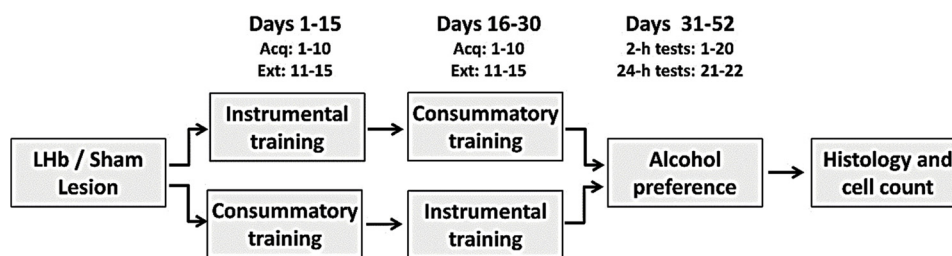 Days 1-15
Acq: 1-10
Ext: 11-15
Days 16-30
Acq: 1-10
Ext: 11-15
Days 31-52
2-h tests: 1-20
24-h tests: 21-22
LHb / Sham
Lesion
Instrumental
training
Consummatory
training
Consummatory
training
Instrumental
training
Alcohol
preference
Histology and
cell count